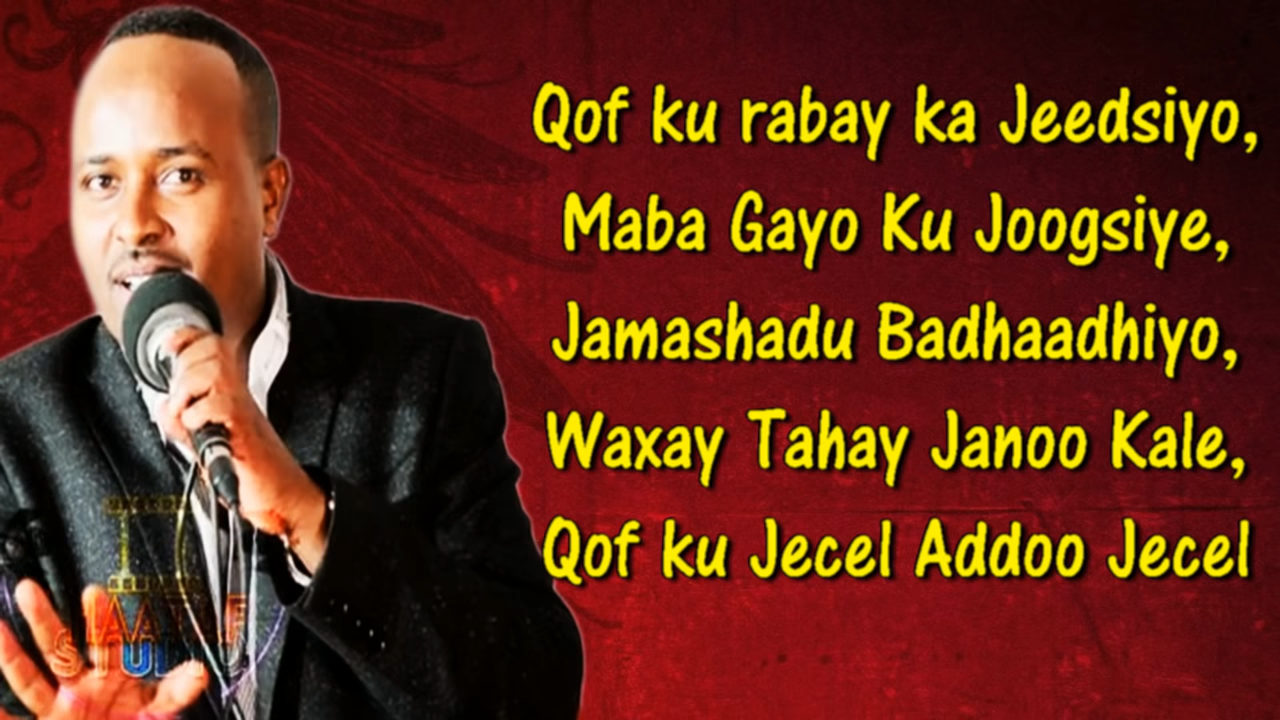 Qof ku rabay ka Jeedsiyo,
Maba Gayo Ku Joogsiye,
Jamashadu Badhaadhiyo,
Waxay Tahay Janoo Kale,
Qof ku Jecel Addoo Jecel
STUDIO